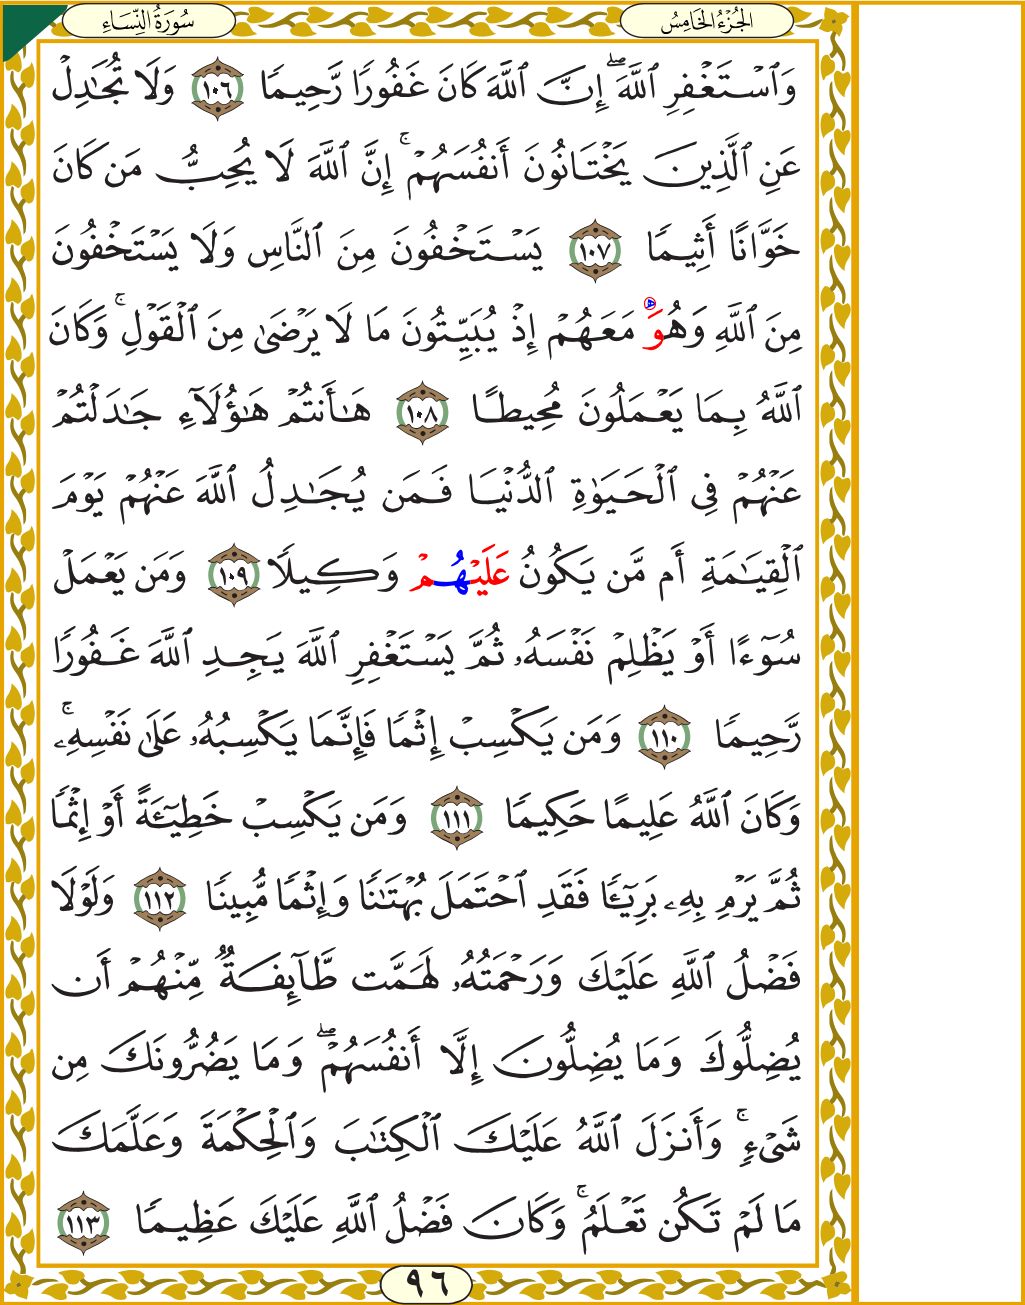 الجُزْءُ الخَامِسُ
سُورَةُ النِّسَاءِ
وَٱسْتَغْفِرِ ٱللَّهَ ۖ إِنَّ ٱللَّهَ كَانَ غَفُورًا رَّحِيمًا ١٠٦ وَلَا تُجَٰدِلْ
عَنِ ٱلَّذِينَ يَخْتَانُونَ أَنفُسَهُمْ ۚ إِنَّ ٱللَّهَ لَا يُحِبُّ مَن كَانَ
خَوَّانًا أَثِيمًا ١٠٧ يَسْتَخْفُونَ مِنَ ٱلنَّاسِ وَلَا يَسْتَخْفُونَ
مِنَ ٱللَّهِ وَهُوَ مَعَهُمْ إِذْ يُبَيِّتُونَ مَا لَا يَرْضَىٰ مِنَ ٱلْقَوْلِ ۚ وَكَانَ
ٱللَّهُ بِمَا يَعْمَلُونَ مُحِيطًا ١٠٨ هَٰٓأَنتُمْ هَٰٓؤُلَآءِ جَٰدَلْتُمْ
عَنْهُمْ فِى ٱلْحَيَوٰةِ ٱلدُّنْيَا فَمَن يُجَٰدِلُ ٱللَّهَ عَنْهُمْ يَوْمَ
ٱلْقِيَٰمَةِ أَم مَّن يَكُونُ عَلَيْهُمْ وَكِيلًا ١٠٩ وَمَن يَعْمَلْ
سُوٓءًا أَوْ يَظْلِمْ نَفْسَهُۥ ثُمَّ يَسْتَغْفِرِ ٱللَّهَ يَجِدِ ٱللَّهَ غَفُورًا
رَّحِيمًا ١١٠ وَمَن يَكْسِبْ إِثْمًا فَإِنَّمَا يَكْسِبُهُۥ عَلَىٰ نَفْسِهِۦ ۚ
وَكَانَ ٱللَّهُ عَلِيمًا حَكِيمًا ١١١ وَمَن يَكْسِبْ خَطِيٓـَٔةً أَوْ إِثْمًا
ثُمَّ يَرْمِ بِهِۦ بَرِيٓـًٔا فَقَدِ ٱحْتَمَلَ بُهْتَٰنًا وَإِثْمًا مُّبِينًا ١١٢ وَلَوْلَا
فَضْلُ ٱللَّهِ عَلَيْكَ وَرَحْمَتُهُۥ لَهَمَّت طَّآئِفَةٌ مِّنْهُمْ أَن
يُضِلُّوكَ وَمَا يُضِلُّونَ إِلَّآ أَنفُسَهُمْ ۖ وَمَا يَضُرُّونَكَ مِن
شَىْءٍ ۚ وَأَنزَلَ ٱللَّهُ عَلَيْكَ ٱلْكِتَٰبَ وَٱلْحِكْمَةَ وَعَلَّمَكَ
مَا لَمْ تَكُن تَعْلَمُ ۚ وَكَانَ فَضْلُ ٱللَّهِ عَلَيْكَ عَظِيمًا ١١٣
٩٦